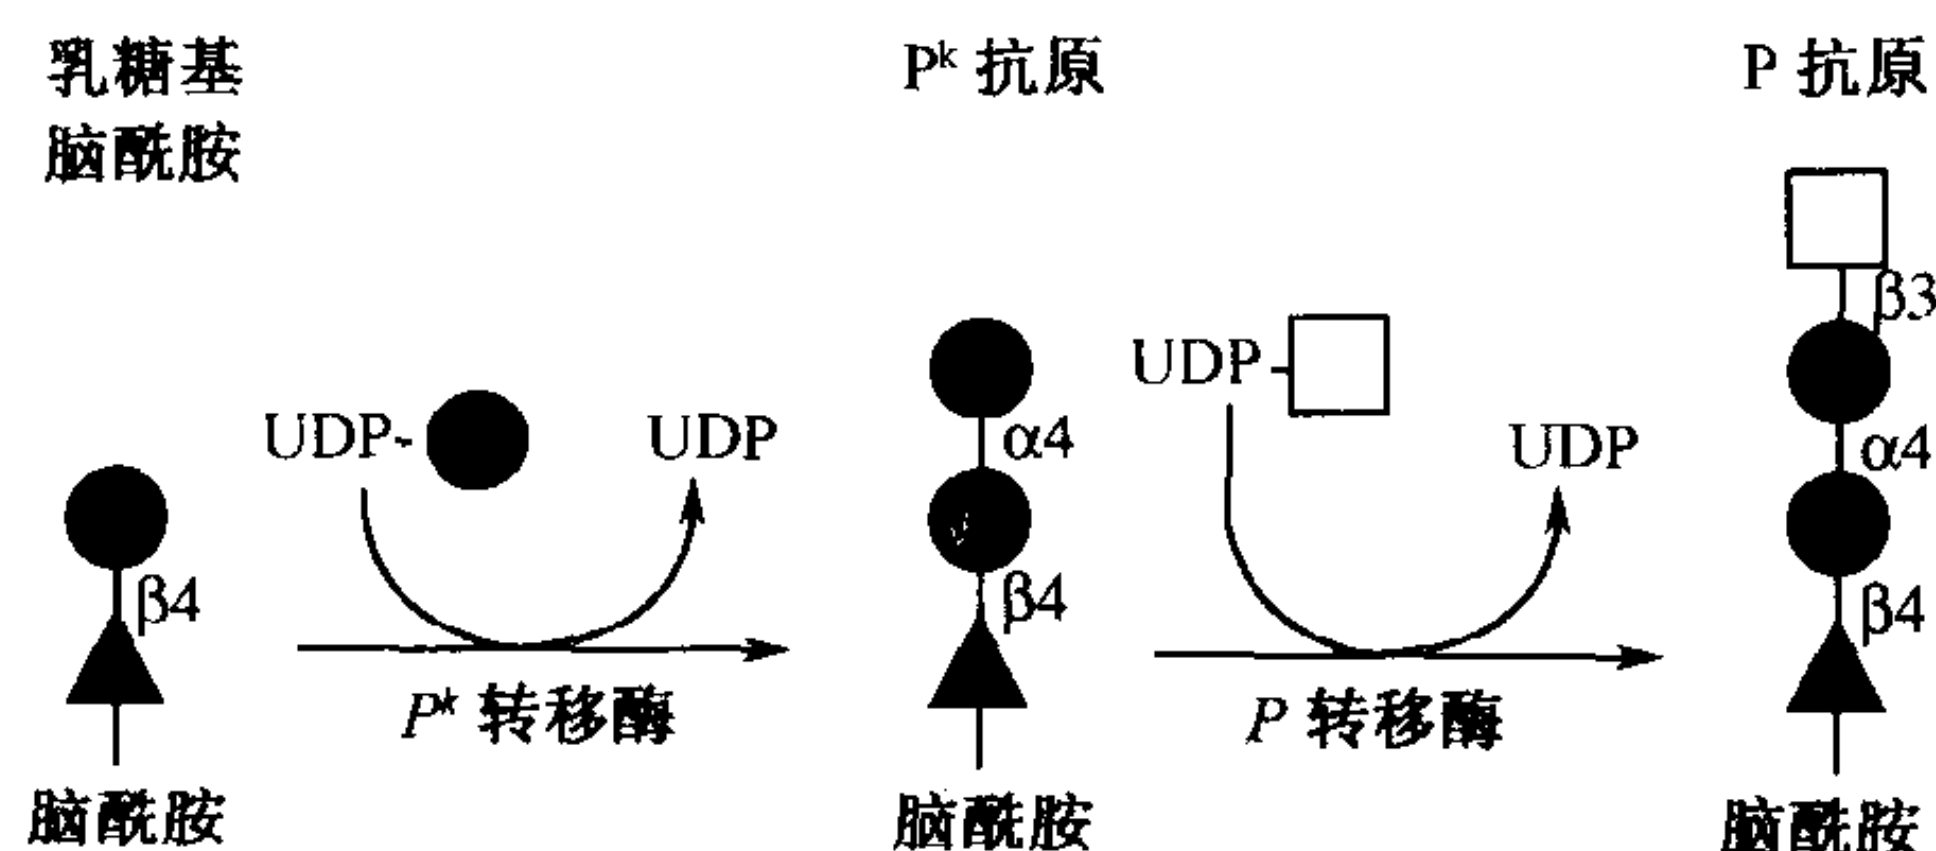 乳糖基
脑酰胺
Pᵏ 抗原
P 抗原
β3
UDP-
UDP
UDP-
UDP
α4
α4
β4
β4
β4
Pᵏ 转移酶
P 转移酶
脑酰胺
脑酰胺
脑酰胺